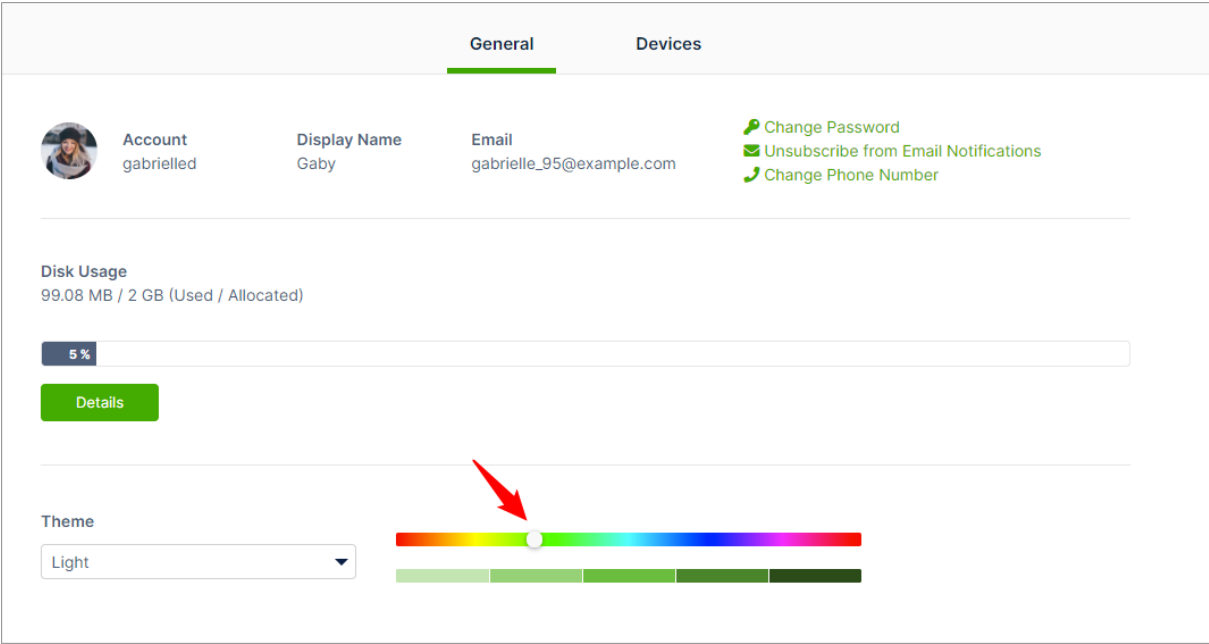 General
Devices
Account
gabrielled
Display Name
Gaby
Email
gabrielle_95@example.com
Change Password
Unsubscribe from Email Notifications
Change Phone Number
Disk Usage
99.08 MB / 2 GB (Used / Allocated)
5 %
Details
Theme
Light